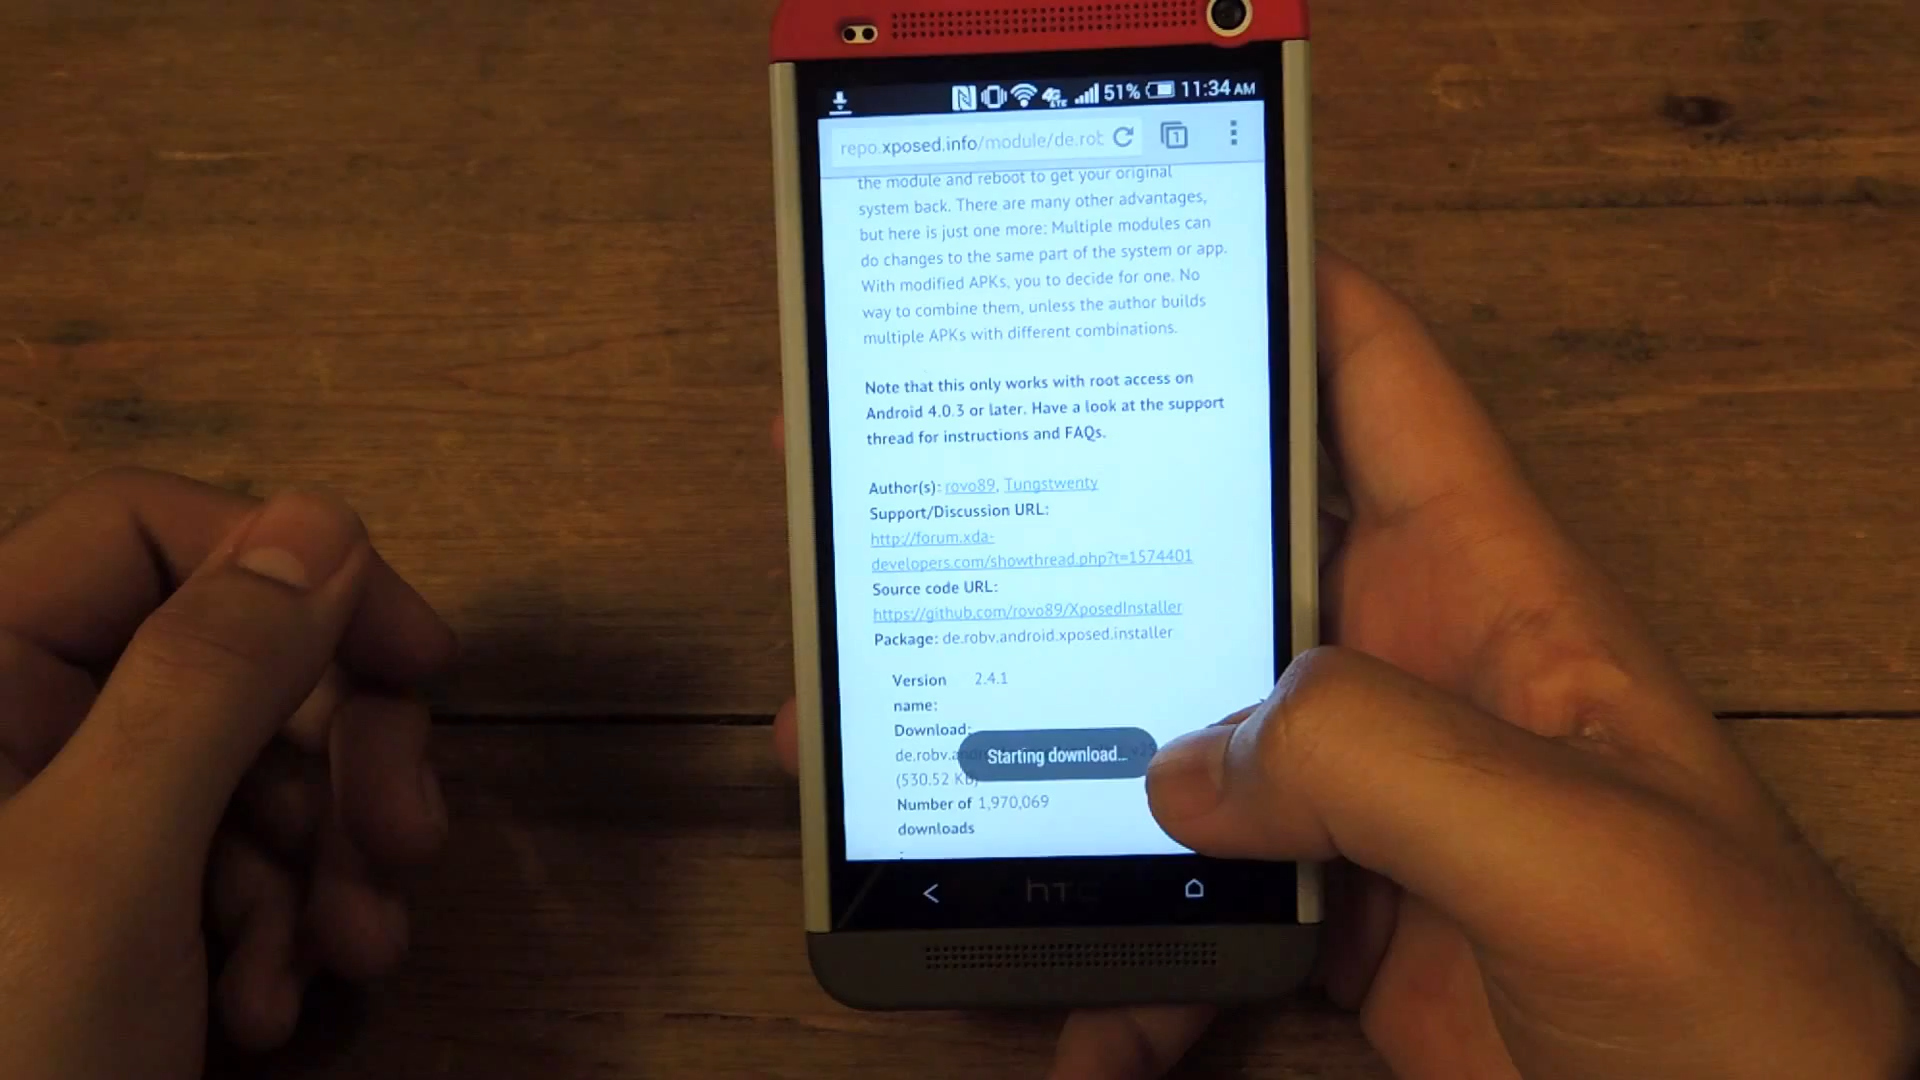 51% 11:34 AM
repo.xposed.info/module/de.rob
the module and reboot to get your original
system back. There are many other advantages,
but here is just one more: Multiple modules can
do changes to the same part of the system or app.
With modified APKs, you to decide for one. No
way to combine them, unless the author builds
multiple APKs with different combinations.
Note that this only works with root access on
Android 4.0.3 or later. Have a look at the support
thread for instructions and FAQs.
Author(s): rovo89, Tungstwenty
Support/Discussion URL:
http://forum.xda-
developers.com/showthread.php?t=1574401
Source code URL:
https://github.com/rovo89/XposedInstaller
Package: de.robv.android.xposed.installer
Version 2.4.1
name:
Download:
de.robv.a
Starting download...
(530.52 KB)
Number of 1,970,069
downloads
:
hTC